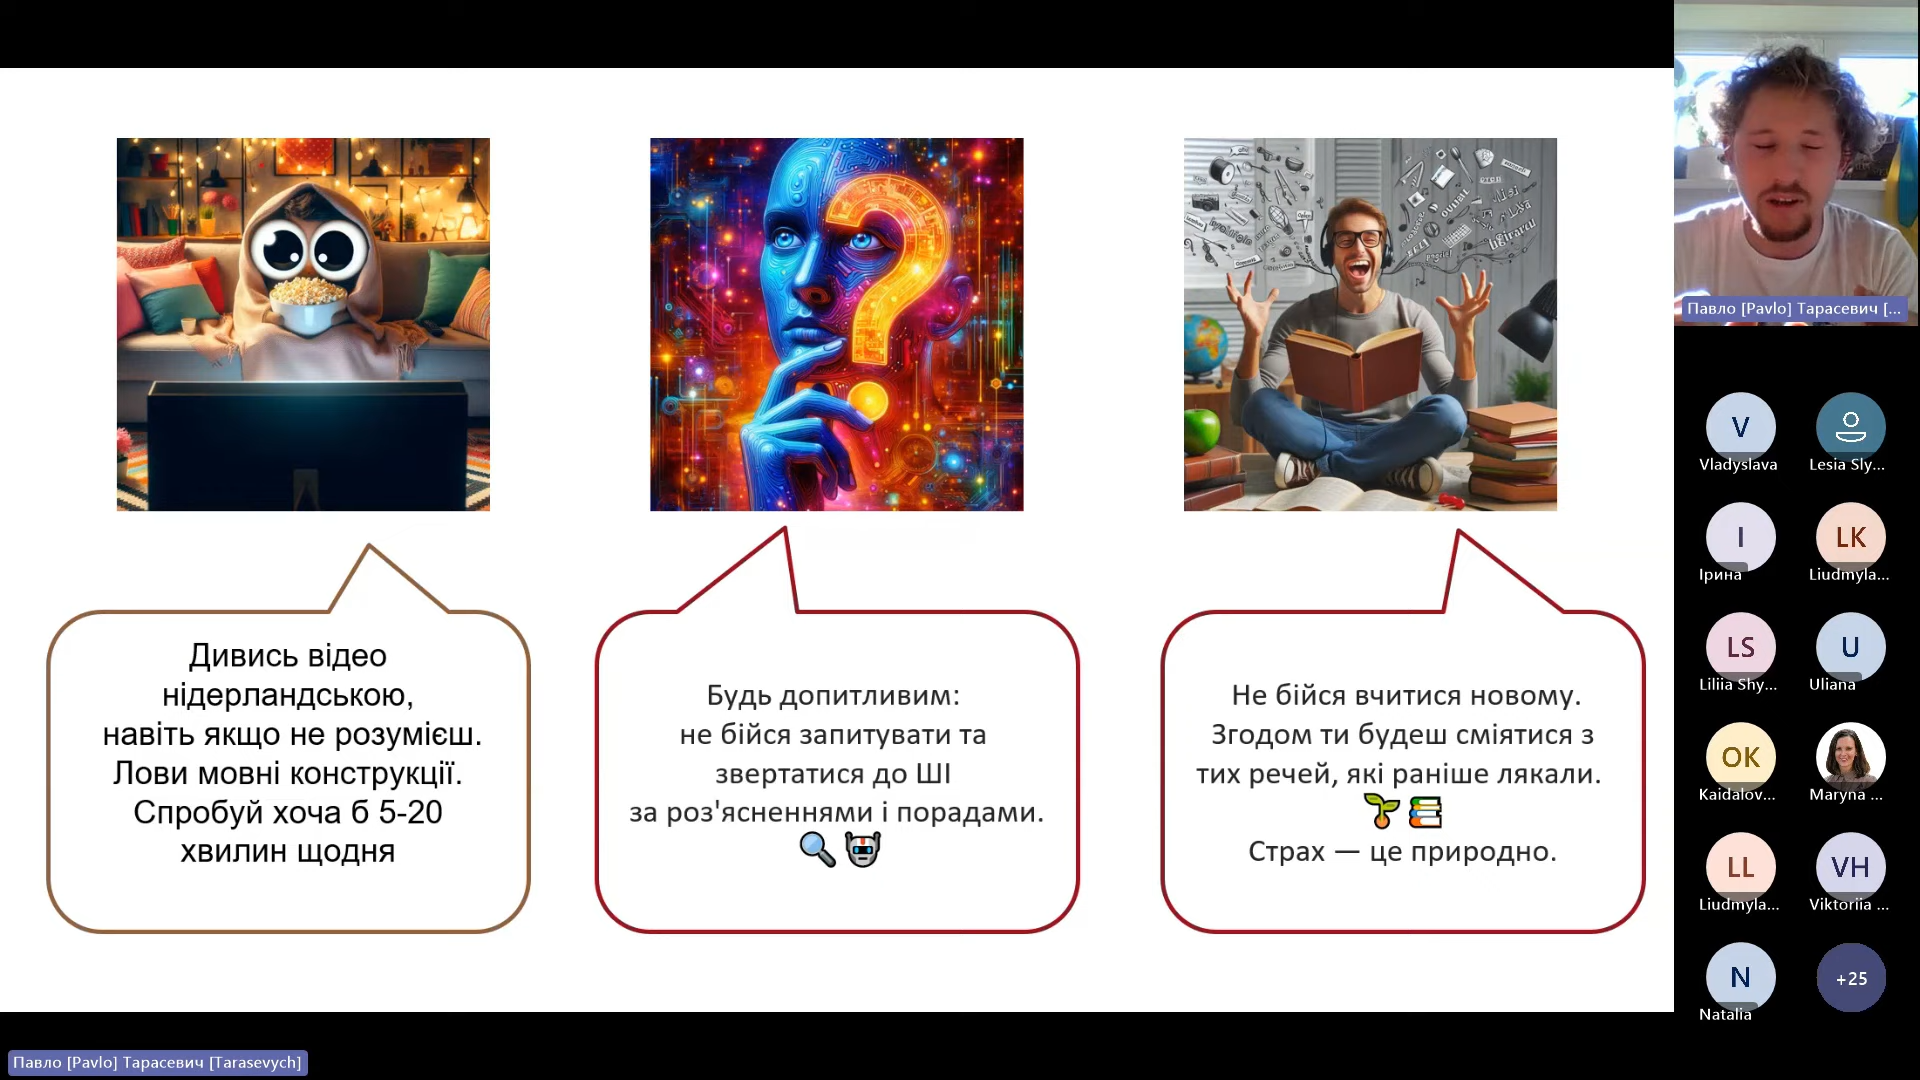 Дивись відео
нідерландською,
навіть якщо не розумієш.
Лови мовні конструкції.
Спробуй хоча б 5-20
хвилин щодня
Будь допитливим:
не бійся запитувати та
звертатися до ШІ
за роз'ясненнями і порадами.
Не бійся вчитися новому.
Згодом ти будеш сміятися з
тих речей, які раніше лякали.
Страх — це природно.
Павло [Pavlo] Тарасевич [...
V
Vladyslava
Lesia Sly...
I
Ірина
LK
Liudmyla...
LS
Liliia Shy...
U
Uliana
OK
Kaidalov...
Maryna ...
LL
Liudmyla...
VH
Viktoriia ...
N
Natalia
+25
Павло [Pavlo] Тарасевич [Tarasevych]